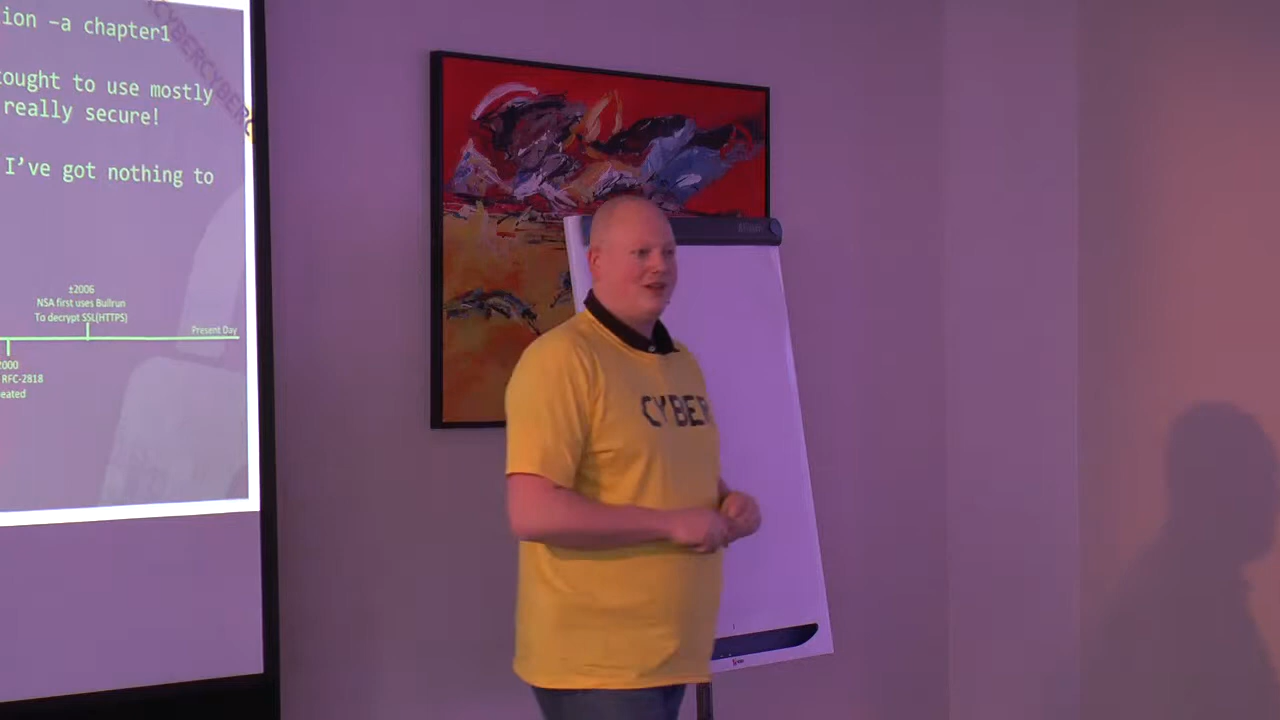 ion –a chapter1
CYBERCYBER
ought to use mostly
really secure!
I've got nothing to
±2006
NSA first uses Bullrun
To decrypt SSL(HTTPS)
Present Day
2000
RFC-2818
eated
CYBER